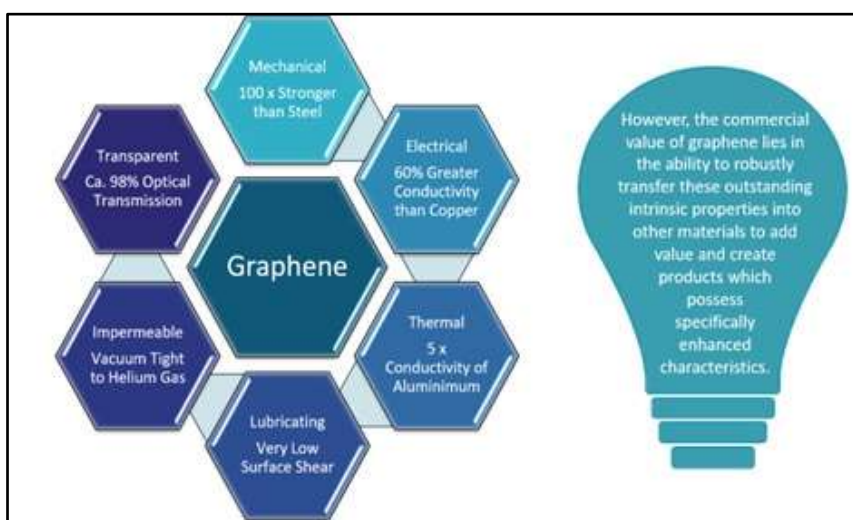 Mechanical
100 x Stronger
than Steel
Electrical
60% Greater
Conductivity
than Copper
Thermal
5 x
Conductivity of
Aluminimum
Lubricating
Very Low
Surface Shear
Impermeable
Vacuum Tight
to Helium Gas
Transparent
Ca. 98% Optical
Transmission
Graphene
However, the commercial
value of graphene lies in
the ability to robustly
transfer these outstanding
intrinsic properties into
other materials to add
value and create
products which
possess
specifically
enhanced
characteristics.